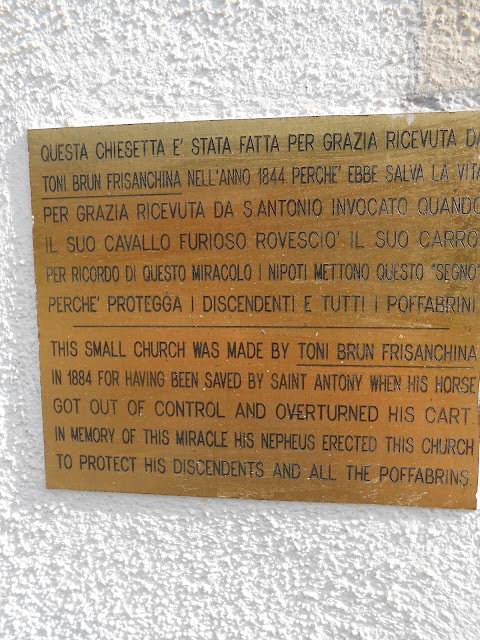 QUESTA CHIESETTA E' STATA FATTA PER GRAZIA RICEVUTA DA
TONI BRUN FRISANCHINA NELL'ANNO 1844 PERCHE' EBBE SALVA LA VITA
PER GRAZIA RICEVUTA DA S.ANTONIO INVOCATO QUANDO
IL SUO CAVALLO FURIOSO ROVESCIO' IL SUO CARRO
PER RICORDO DI QUESTO MIRACOLO I NIPOTI METTONO QUESTO "SEGNO"
PERCHE' PROTEGGA I DISCENDENTI E TUTTI I POFFABRINI.
THIS SMALL CHURCH WAS MADE BY TONI BRUN FRISANCHINA
IN 1884 FOR HAVING BEEN SAVED BY SAINT ANTONY WHEN HIS HORSE
GOT OUT OF CONTROL AND OVERTURNED HIS CART.
IN MEMORY OF THIS MIRACLE HIS NEPHEUS ERECTED THIS CHURCH
TO PROTECT HIS DISCENDENTS AND ALL THE POFFABRINS.